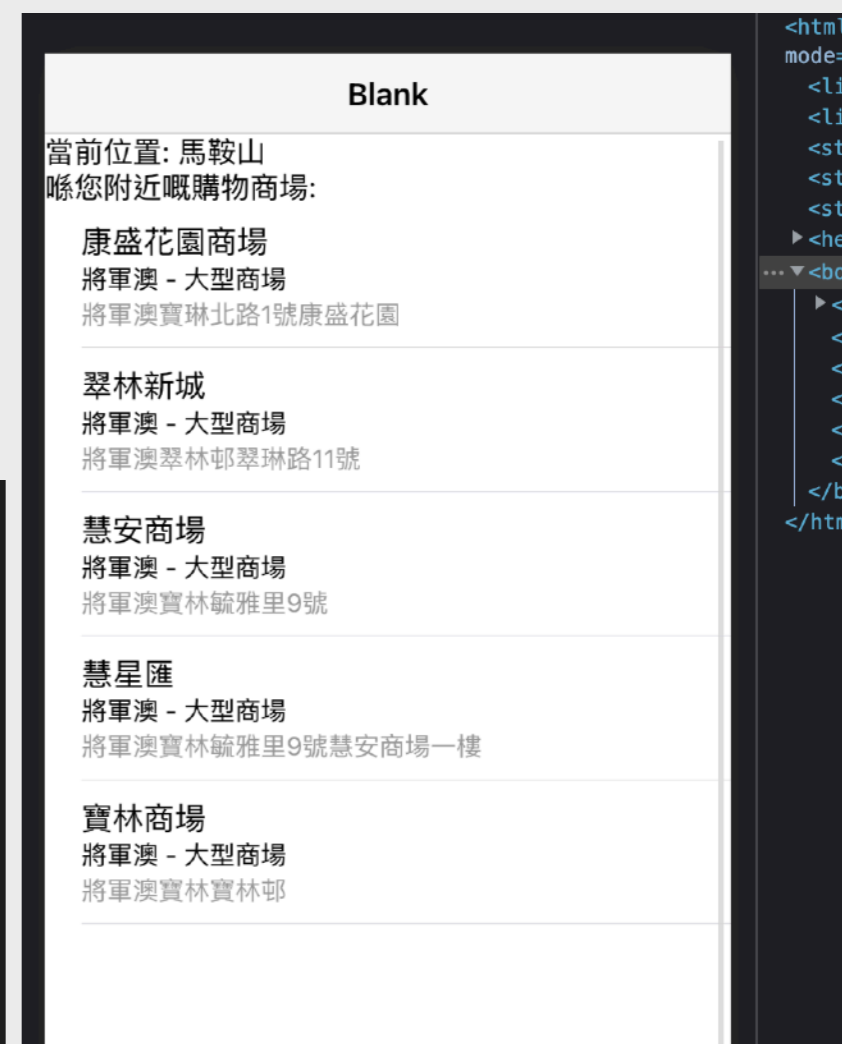 Blank
當前位置: 馬鞍山
喺您附近嘅購物商場:
康盛花園商場
將軍澳 - 大型商場
將軍澳寶琳北路1號康盛花園
翠林新城
將軍澳 - 大型商場
將軍澳翠林邨翠琳路11號
慧安商場
將軍澳 - 大型商場
將軍澳寶林毓雅里9號
慧星匯
將軍澳 - 大型商場
將軍澳寶林毓雅里9號慧安商場一樓
寶林商場
將軍澳 - 大型商場
將軍澳寶林寶林邨
<html
mode=
<li
<li
<st
<st
<st
<he
<bo
<
<
<
<
<
<
</b
</htm